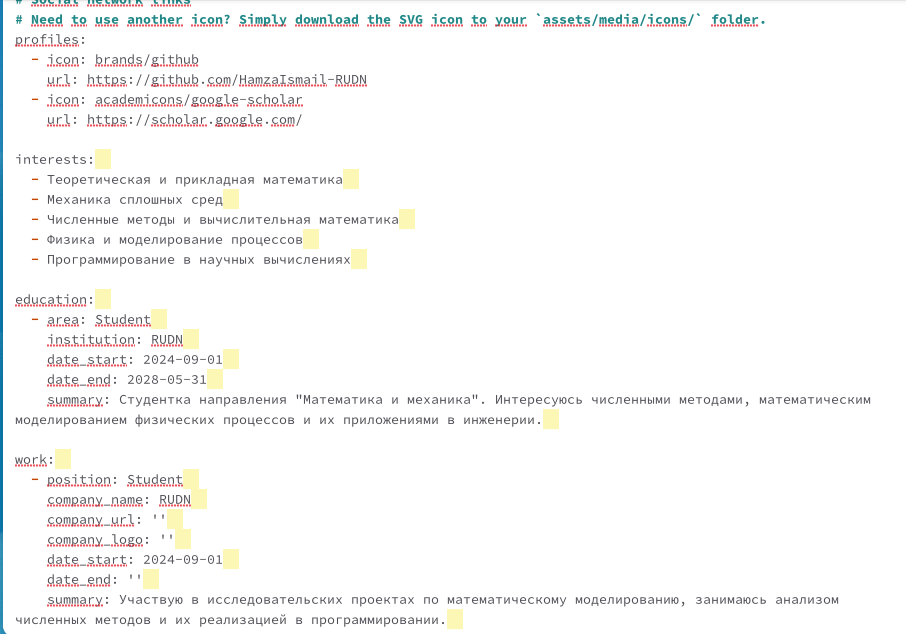 # Social network links
# Need to use another icon? Simply download the SVG icon to your `assets/media/icons/` folder.
profiles:
  - icon: brands/github
    url: https://github.com/HamzaIsmail-RUDN
  - icon: academicons/google-scholar
    url: https://scholar.google.com/

interests:
  - Теоретическая и прикладная математика
  - Механика сплошных сред
  - Численные методы и вычислительная математика
  - Физика и моделирование процессов
  - Программирование в научных вычислениях

education:
  - area: Student
    institution: RUDN
    date_start: 2024-09-01
    date_end: 2028-05-31
    summary: Студентка направления "Математика и механика". Интересуюсь численными методами, математическим
моделированием физических процессов и их приложениями в инженерии.

work:
  - position: Student
    company_name: RUDN
    company_url: ''
    company_logo: ''
    date_start: 2024-09-01
    date_end: ''
    summary: Участвую в исследовательских проектах по математическому моделированию, занимаюсь анализом
численных методов и их реализацией в программировании.